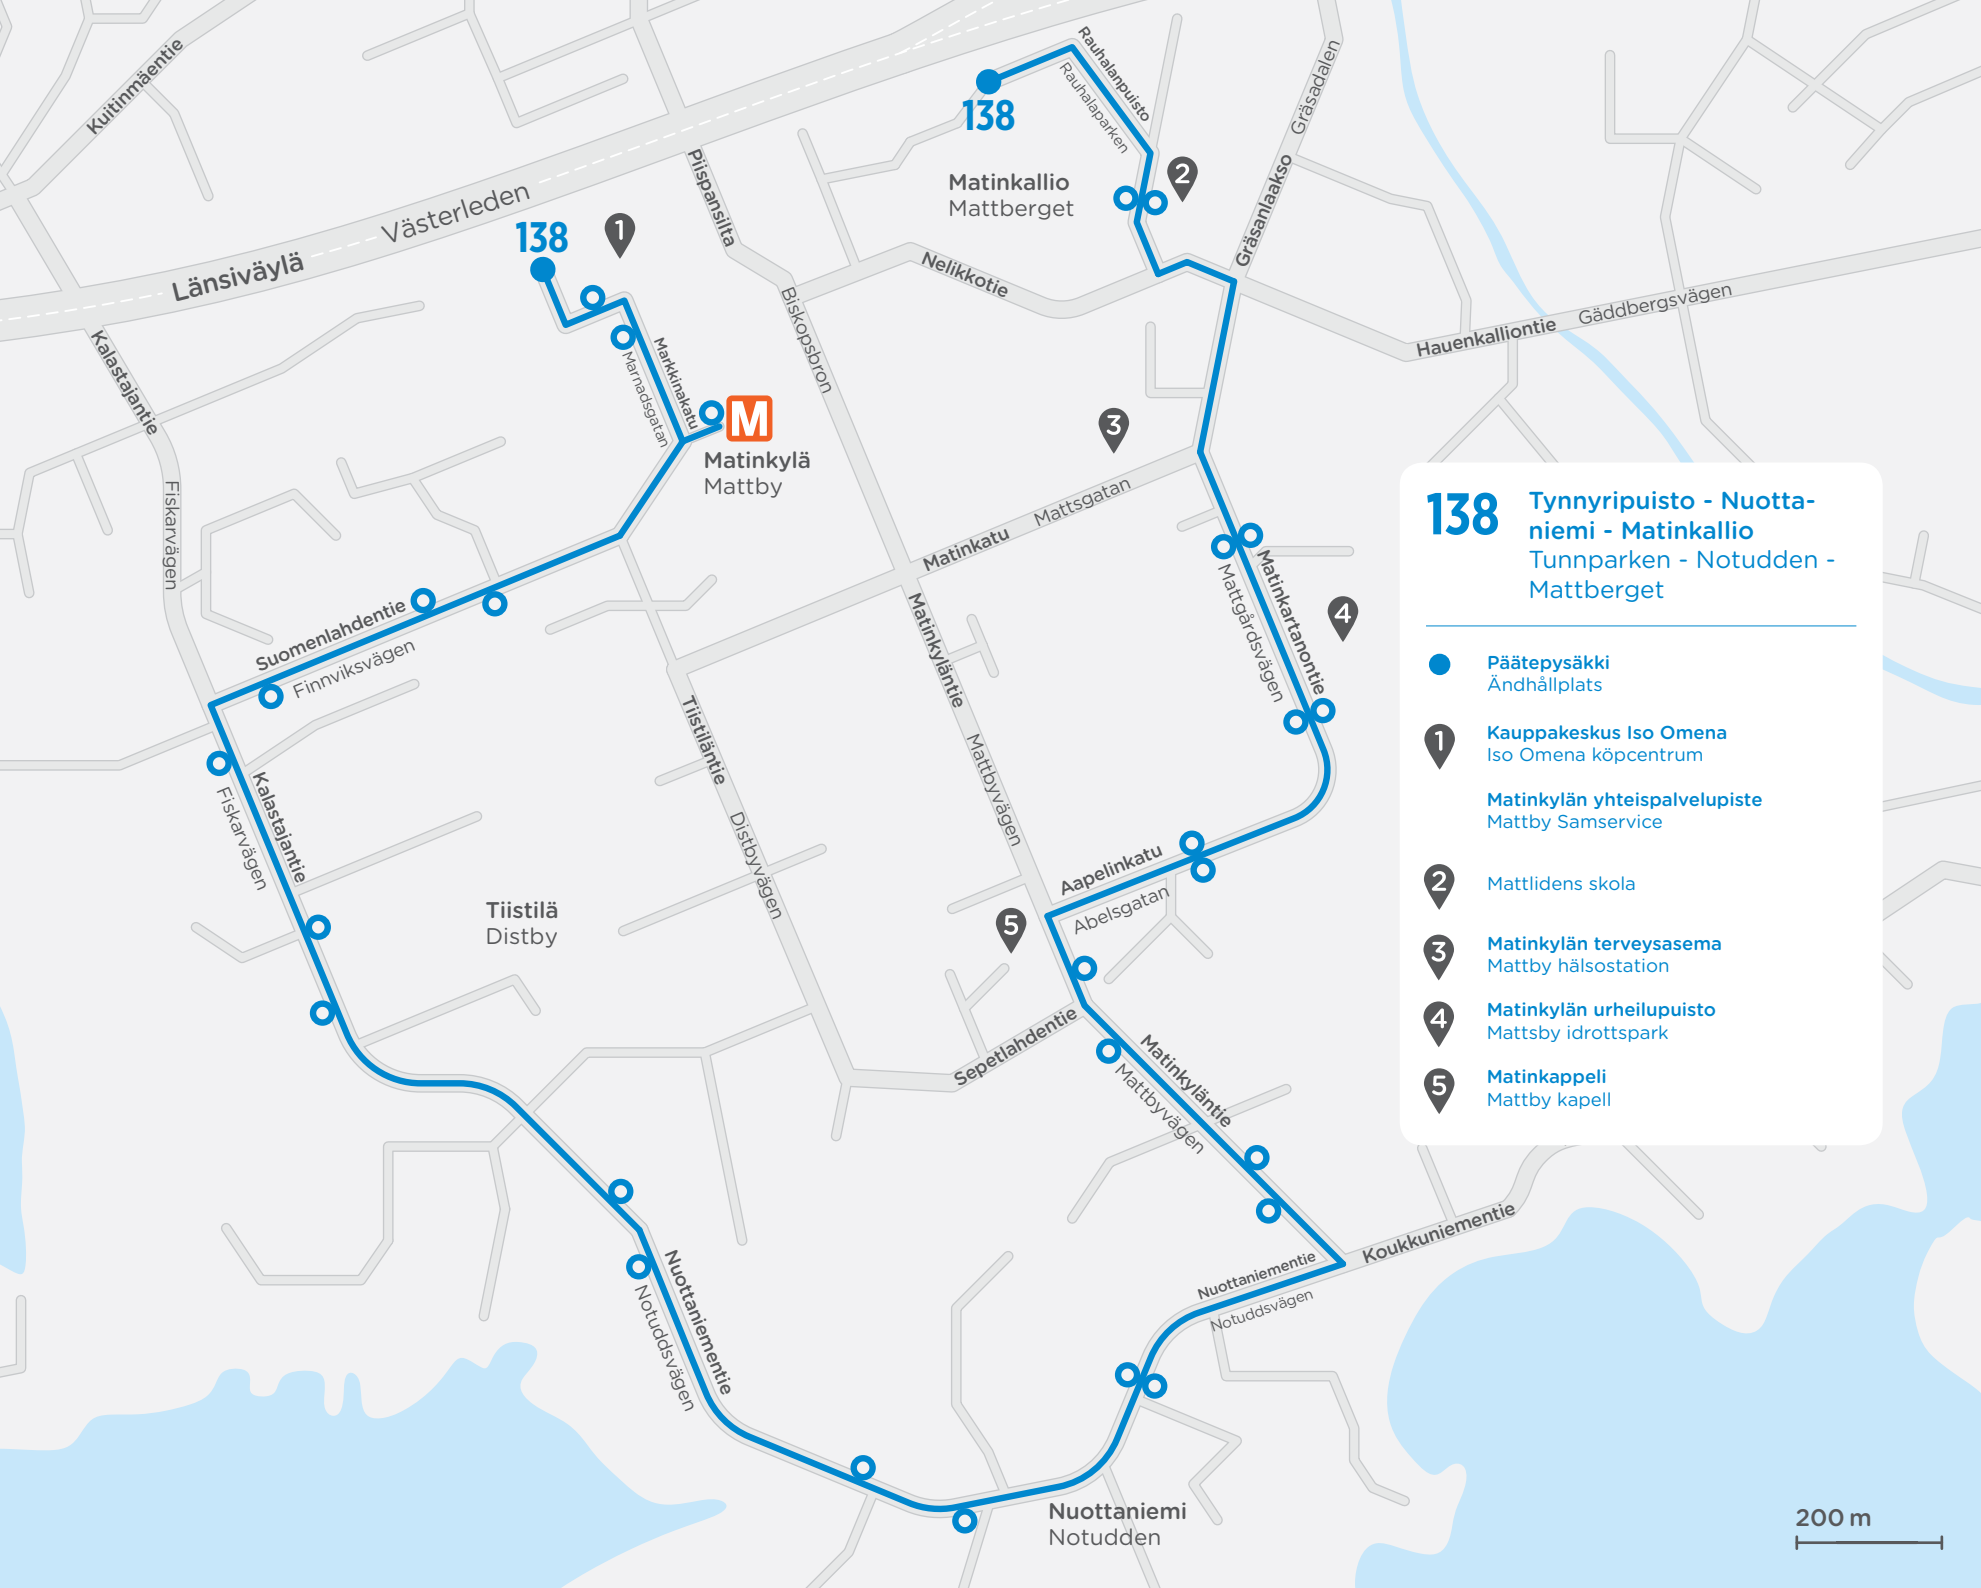 Kuitinmäentie
Länsiväylä
Västerleden
138
1
Piispansilta
Biskopsbron
138
Rauhalanpuisto
Rauhalaparken
Matinkallio
Mattberget
2
Gräsadalen
Gräsanlaakso
Nelikkotie
Hauenkalliontie
Gäddbergsvägen
Kalastajantie
Fiskarvägen
Markkinakatu
Marnadsgatan
M
Matinkylä
Mattby
3
Matinkatu
Mattsgatan
Suomenlahdentie
Finnviksvägen
Matinkyläntie
Mattbyvägen
Matinkartanontie
Mattgårdsvägen
4
Tiistiläntie
Distbyvägen
Kalastajantie
Fiskarvägen
Tiistilä
Distby
Aapelinkatu
Abelsgatan
5
Sepetlahdentie
Matinkyläntie
Mattbyvägen
Koukkuniementie
Nuottaniementie
Notuddsvägen
Nuottaniementie
Notuddsvägen
Nuottaniemi
Notudden
138
Tynnyripuisto - Nuotta-
niemi - Matinkallio
Tunnparken - Notudden -
Mattberget
Päätepysäkki
Ändhållplats
1
Kauppakeskus Iso Omena
Iso Omena köpcentrum
Matinkylän yhteispalvelupiste
Mattby Samservice
2
Mattlidens skola
3
Matinkylän terveysasema
Mattby hälsostation
4
Matinkylän urheilupuisto
Mattsby idrottspark
5
Matinkappeli
Mattby kapell
200 m